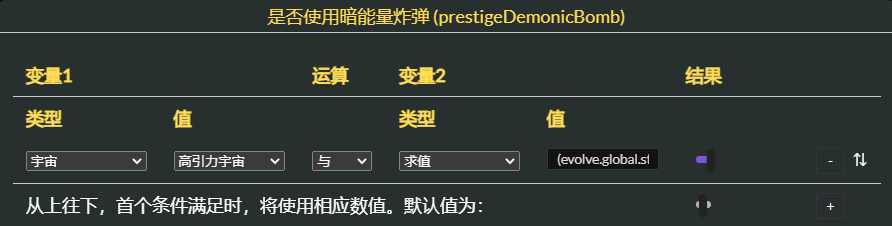 是否使用暗能量炸弹 (prestigeDemonicBomb)
变量1 运算 变量2 结果
类型 值 类型 值
宇宙 高引力宇宙 与 求值 (evolve.global.s -
从上往下，首个条件满足时，将使用相应数值。默认值为： +